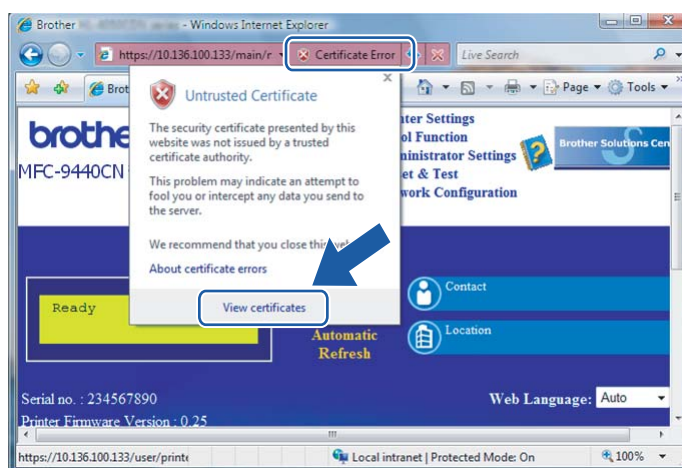 Brother - Windows Internet Explorer
https://10.136.100.133/main/r Certificate Error Live Search
Brot Page Tools
Untrusted Certificate
The security certificate presented by this
website was not issued by a trusted
certificate authority.
This problem may indicate an attempt to
fool you or intercept any data you send to
the server.
We recommend that you close this
About certificate errors
View certificates
brothe
MFC-9440CN
nter Settings
ol Function
ministrator Settings
et & Test
work Configuration
Brother Solutions Cen
Ready
Automatic
Refresh
Contact
Location
Serial no. : 234567890
Web Language: Auto
Printer Firmware Version : 0.25
https://10.136.100.133/user/printe Local intranet | Protected Mode: On 100%